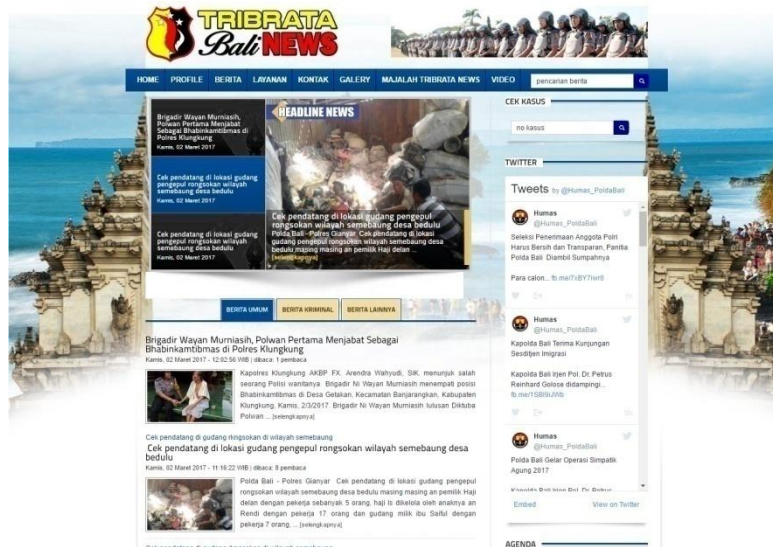 TRIBRATA
Bali NEWS
HOME PROFILE BERITA LAYANAN KONTAK GALERY MAJALAH TRIBRATA NEWS VIDEO pencarian berita
Brigadir Wayan Murniasih,
Polwan Pertama Menjabat
Sebagai Bhabinkamtibmas di
Polres Klungkung
Kamis, 02 Maret 2017
Cek pendatang di lokasi gudang
pengepul rongsokan wilayah
semebaung desa bedulu
Kamis, 02 Maret 2017
Cek pendatang di lokasi gudang
pengepul rongsokan wilayah
semebaung desa bedulu
Kamis, 02 Maret 2017
HEADLINE NEWS
Cek pendatang di lokasi gudang pengepul
rongsokan wilayah semebaung desa bedulu
Polda Bali - Polres Gianyar Cek pendatang di lokasi
gudang pengepul rongsokan wilayah semebaung desa
bedulu masing masing an pemilik Haji delan ...
[selengkapnya]
BERITA UMUM BERITA KRIMINAL BERITA LAINNYA
Brigadir Wayan Murniasih, Polwan Pertama Menjabat Sebagai
Bhabinkamtibmas di Polres Klungkung
Kamis, 02 Maret 2017 - 12:02:56 WIB | dibaca: 1 pembaca
Kapolres Klungkung AKBP FX. Arendra Wahyudi, SIK, menunjuk salah
seorang Polisi wanitanya. Brigadir Ni Wayan Murniasih menempati posisi
Bhabinkamtibmas di Desa Getakan, Kecamatan Banjarangkan, Kabupaten
Klungkung, Kamis, 2/3/2017. Brigadir Ni Wayan Murniasih lulusan Diktuba
Polwan ... [selengkapnya]
Cek pendatang di gudang rkngsokan di wilayah semebaung
Cek pendatang di lokasi gudang pengepul rongsokan wilayah semebaung desa
bedulu
Kamis, 02 Maret 2017 - 11:16:22 WIB | dibaca: 8 pembaca
Polda Bali - Polres Gianyar Cek pendatang di lokasi gudang pengepul
rongsokan wilayah semebaung desa bedulu masing masing an pemilik Haji
delan dengan pekerja sebanyak 5 orang, haji Is dikelola oleh anaknya an
Rendi dengan pekerja 17 orang dan gudang milik ibu Saiful dengan
pekerja 7 orang, ... [selengkapnya]
CEK KASUS
no kasus
TWITTER
Tweets by @Humas_PoldaBali
Humas
@Humas_PoldaBali
Seleksi Penerimaan Anggota Polri
Harus Bersih dan Transparan, Panitia
Polda Bali Diambil Sumpahnya
Para calon... fb.me/7xBY7iwr8
Humas
@Humas_PoldaBali
Kapolda Bali Terima Kunjungan
Sesditjen Imigrasi
Kapolda Bali Irjen Pol. Dr. Petrus
Reinhard Golose didampingi...
Humas
@Humas_PoldaBali
Polda Bali Gelar Operasi Simpatik
Agung 2017
Kapolda Bali Irjen Pol. Dr. Petrus
Embed View on Twitter
AGENDA